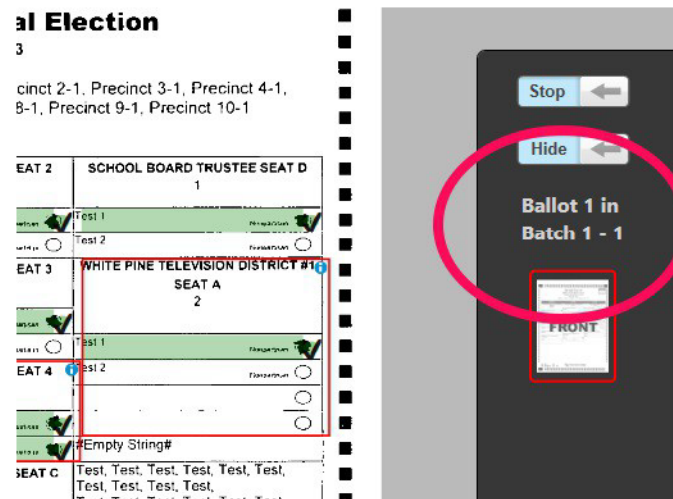 al Election
3
cinct 2-1, Precinct 3-1, Precinct 4-1,
8-1, Precinct 9-1, Precinct 10-1
EAT 2
SCHOOL BOARD TRUSTEE SEAT D
1
Test 1
Test 2
EAT 3
WHITE PINE TELEVISION DISTRICT #1
SEAT A
2
Test 1
Test 2
EAT 4
#Empty String#
SEAT C
Test, Test, Test, Test, Test, Test,
Test, Test, Test, Test,
Stop
Hide
Ballot 1 in
Batch 1 - 1
FRONT